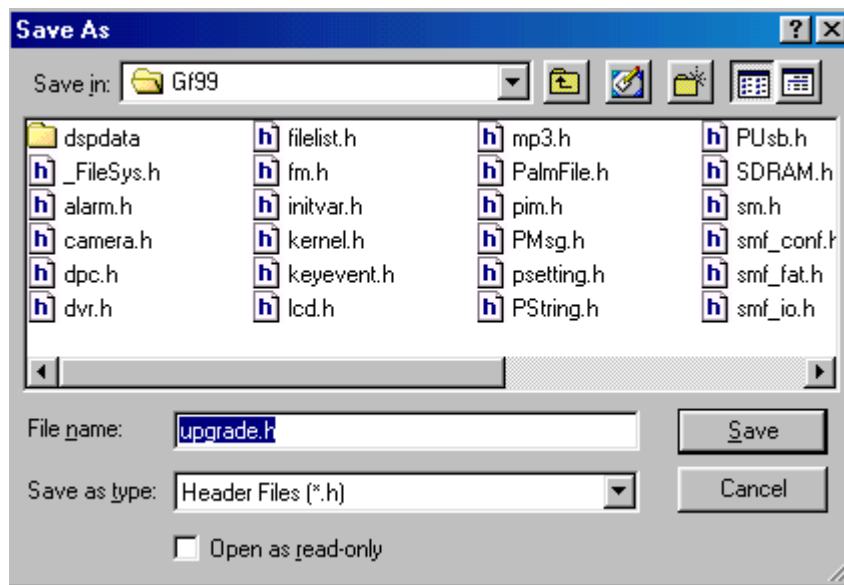 Save As
Save in: Gf99
dspdata filelist.h mp3.h PUsb.h
_FileSys.h fm.h PalmFile.h SDRAM.h
alarm.h initvar.h pim.h sm.h
camera.h kernel.h PMsg.h smf_conf.h
dpc.h keyevent.h psetting.h smf_fat.h
dvr.h lcd.h PString.h smf_io.h
File name: upgrade.h Save
Save as type: Header Files (*.h) Cancel
Open as read-only